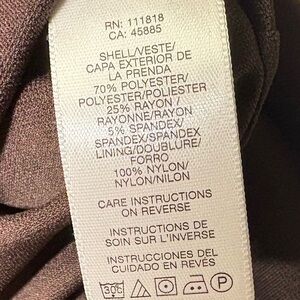 RN: 111818
CA: 45885
SHELL/VESTE/
CAPA EXTERIOR DE
LA PRENDA
70% POLYESTER/
POLYESTER/POLIESTER
25% RAYON/
RAYONNE/RAYON
5% SPANDEX/
SPANDEX/SPANDEX
LINING/DOUBLURE/
FORRO
100% NYLON/
NYLON/NILON
CARE INSTRUCTIONS
ON REVERSE
INSTRUCTIONS DE
SOIN SUR L'INVERSE
INSTRUCCIONES DEL
CUIDADO EN REVÉS
30c